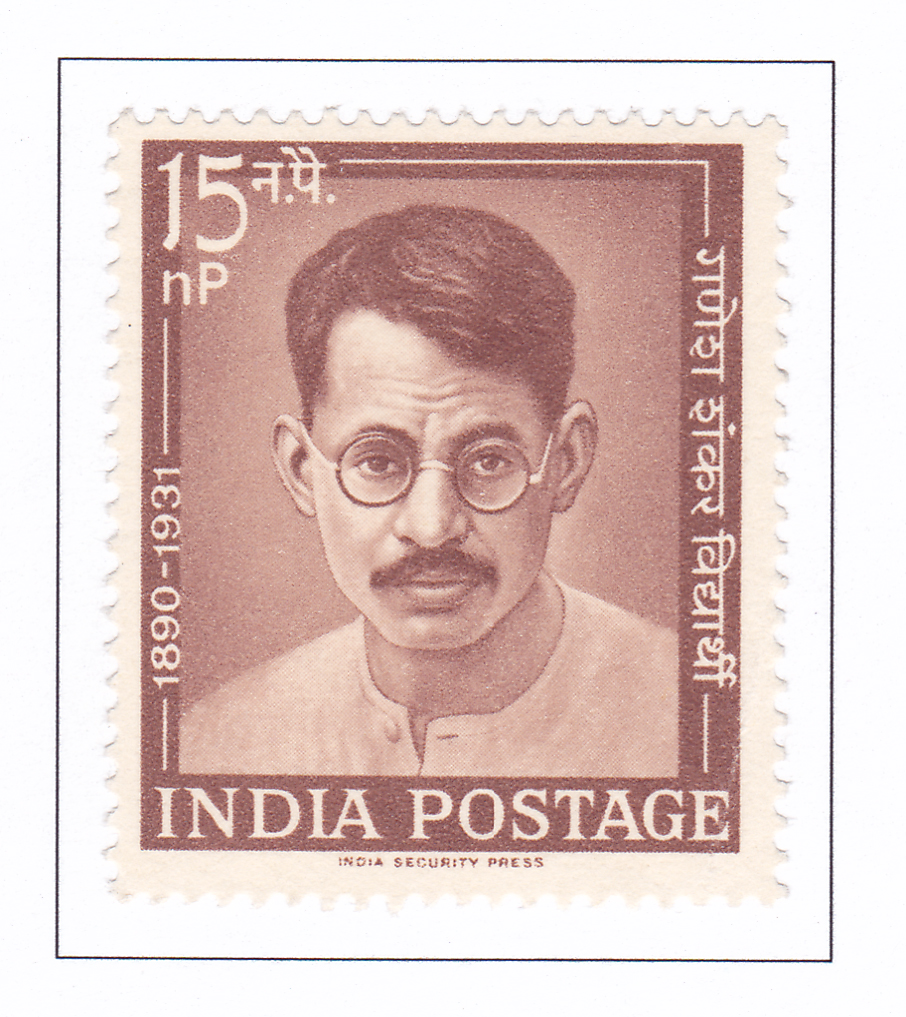 15 न.पै.
nP
गणेश शंकर विद्यार्थी
1890-1931
INDIA POSTAGE
INDIA SECURITY PRESS